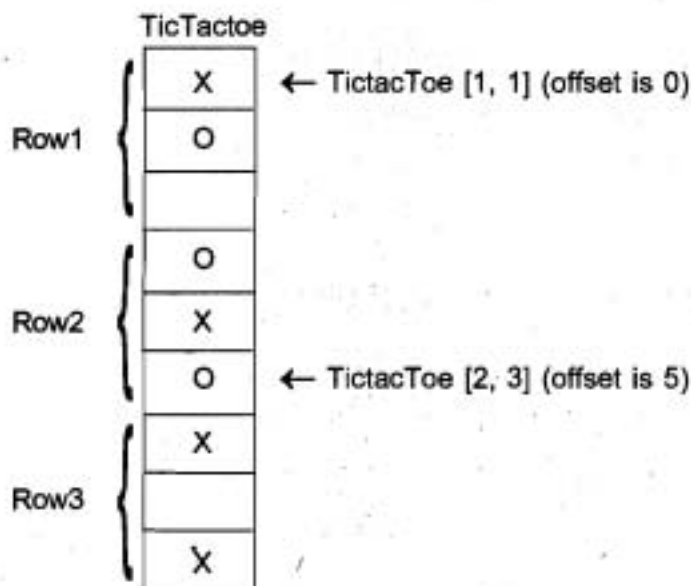 TicTactoe
X ← TictacToe [1, 1] (offset is 0)
Row1
O
O
Row2
X
O ← TictacToe [2, 3] (offset is 5)
X
Row3
X